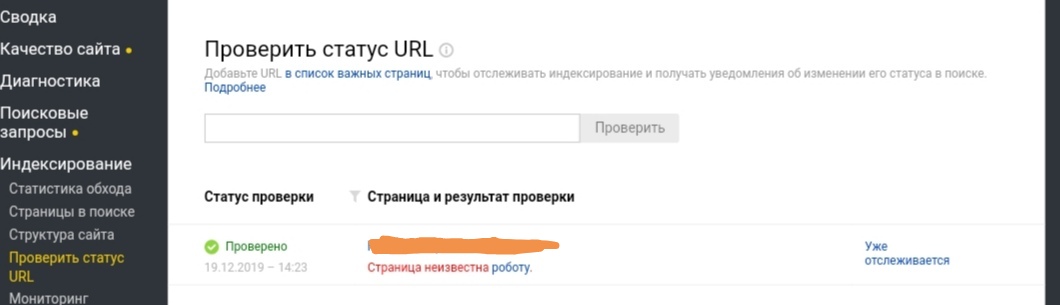 Сводка
Качество сайта
Диагностика
Поисковые
запросы
Индексирование
Статистика обхода
Страницы в поиске
Структура сайта
Проверить статус
URL
Мониторинг
Проверить статус URL
Добавьте URL в список важных страниц, чтобы отслеживать индексирование и получать уведомления об изменении его статуса в поиске.
Подробнее
Проверить
Статус проверки
Страница и результат проверки
Проверено
19.12.2019 – 14:23
Страница неизвестна роботу.
Уже
отслеживается